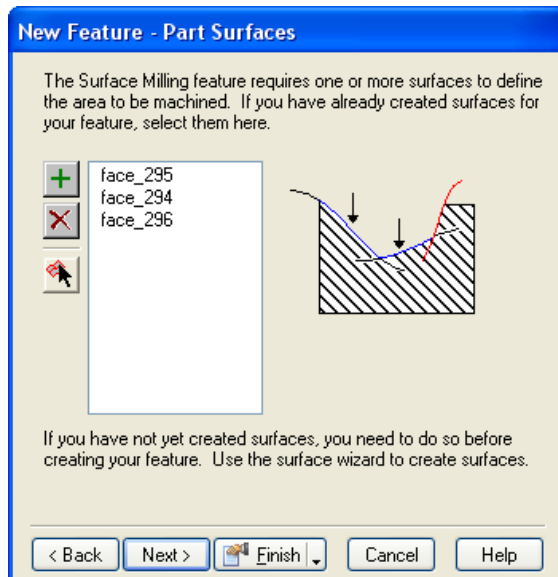 New Feature - Part Surfaces
The Surface Milling feature requires one or more surfaces to define
the area to be machined. If you have already created surfaces for
your feature, select them here.
face_295
face_294
face_296
If you have not yet created surfaces, you need to do so before
creating your feature. Use the surface wizard to create surfaces.
< Back Next > Finish Cancel Help